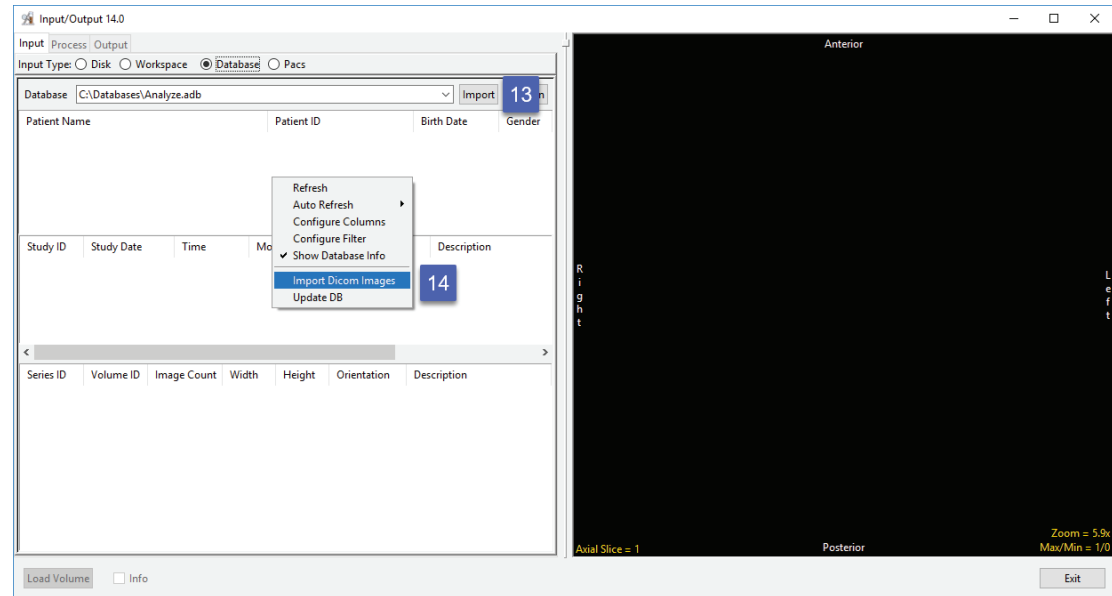 Input/Output 14.0
Input Process Output
Input Type: Disk Workspace Database Pacs
Database C:\Databases\Analyze.adb Import 13 n
Patient Name Patient ID Birth Date Gender
Refresh
Auto Refresh
Configure Columns
Configure Filter
Show Database Info
Import Dicom Images 14
Update DB
Study ID Study Date Time Mo Description
Series ID Volume ID Image Count Width Height Orientation Description
Load Volume Info
Anterior
Right
Left
Zoom = 5.9x
Axial Slice = 1 Posterior Max/Min = 1/0
Exit